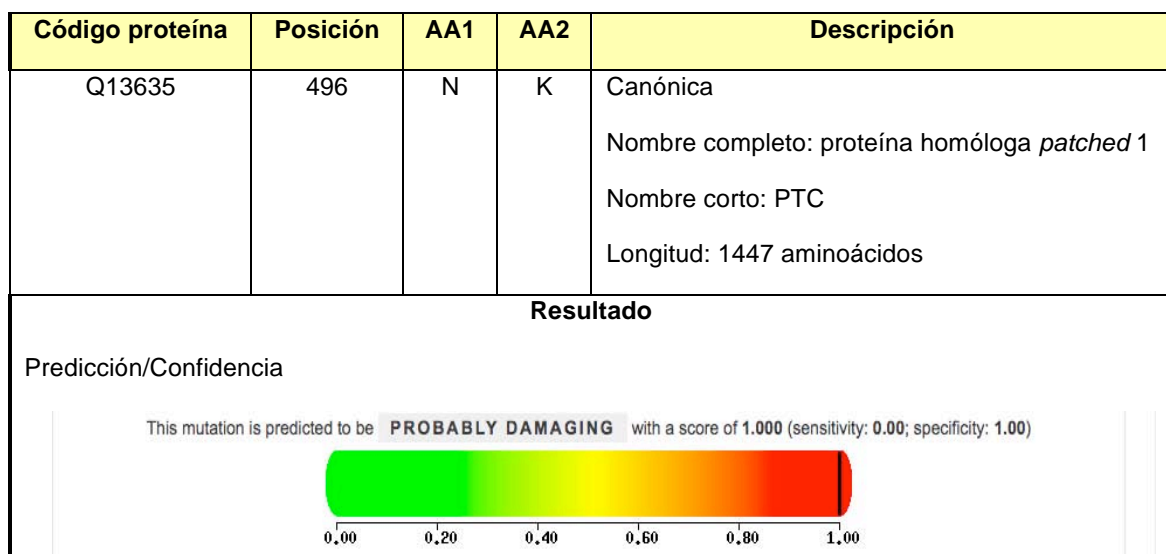 Código proteína Posición AA1 AA2 Descripción
Q13635 496 N K Canónica
Nombre completo: proteína homóloga patched 1
Nombre corto: PTC
Longitud: 1447 aminoácidos
Resultado
Predicción/Confidencia
This mutation is predicted to be PROBABLY DAMAGING with a score of 1.000 (sensitivity: 0.00; specificity: 1.00)
0,00 0,20 0,40 0,60 0,80 1,00